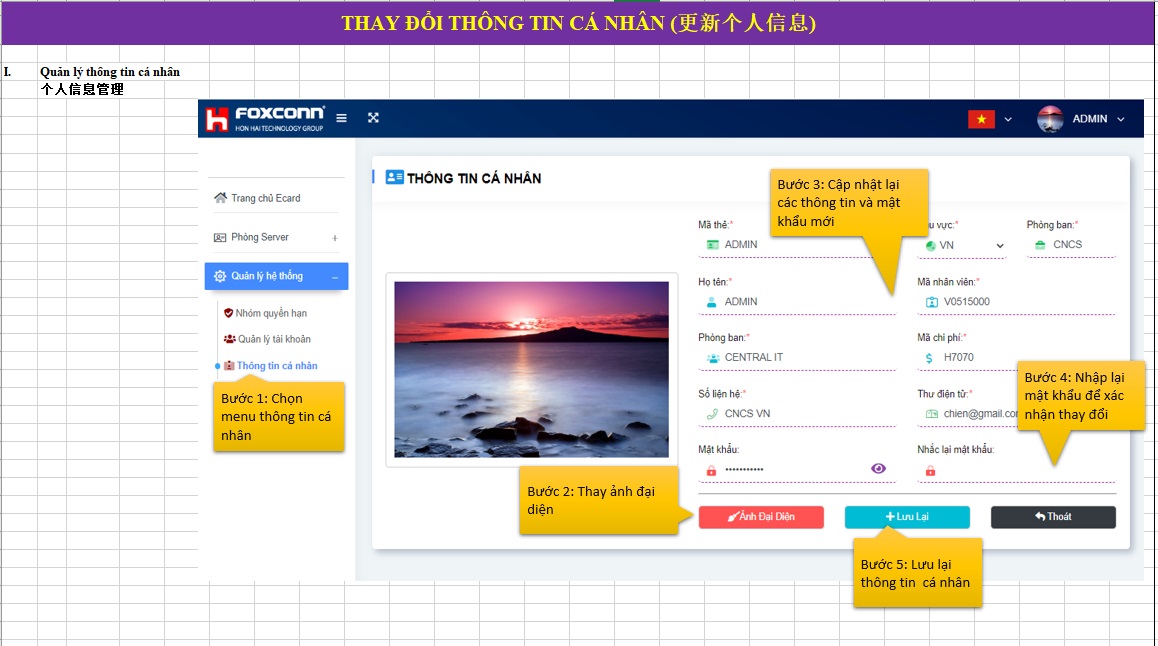 THAY ĐỔI THÔNG TIN CÁ NHÂN (更新个人信息)
I. Quản lý thông tin cá nhân
个人信息管理
FOXCONN
HON HAI TECHNOLOGY GROUP
ADMIN
Trang chủ Ecard
Phòng Server +
Quản lý hệ thống –
Nhóm quyền hạn
Quản lý tài khoản
Thông tin cá nhân
Bước 1: Chọn
menu thông tin cá
nhân
THÔNG TIN CÁ NHÂN
Bước 3: Cập nhật lại
các thông tin và mật
khẩu mới
Mã thẻ:*
ADMIN
vực:*
VN
Phòng ban:*
CNCS
Họ tên:*
ADMIN
Mã nhân viên:*
V0515000
Phòng ban:*
CENTRAL IT
Mã chi phí:*
H7070
Số liên hệ:*
CNCS VN
Thư điện tử:*
chien@gmail.co
Bước 4: Nhập lại
mật khẩu để xác
nhận thay đổi
Mật khẩu:
•••••••••••
Nhắc lại mật khẩu:
Bước 2: Thay ảnh đại
diện
Ảnh Đại Diện
Lưu Lại
Thoát
Bước 5: Lưu lại
thông tin cá nhân